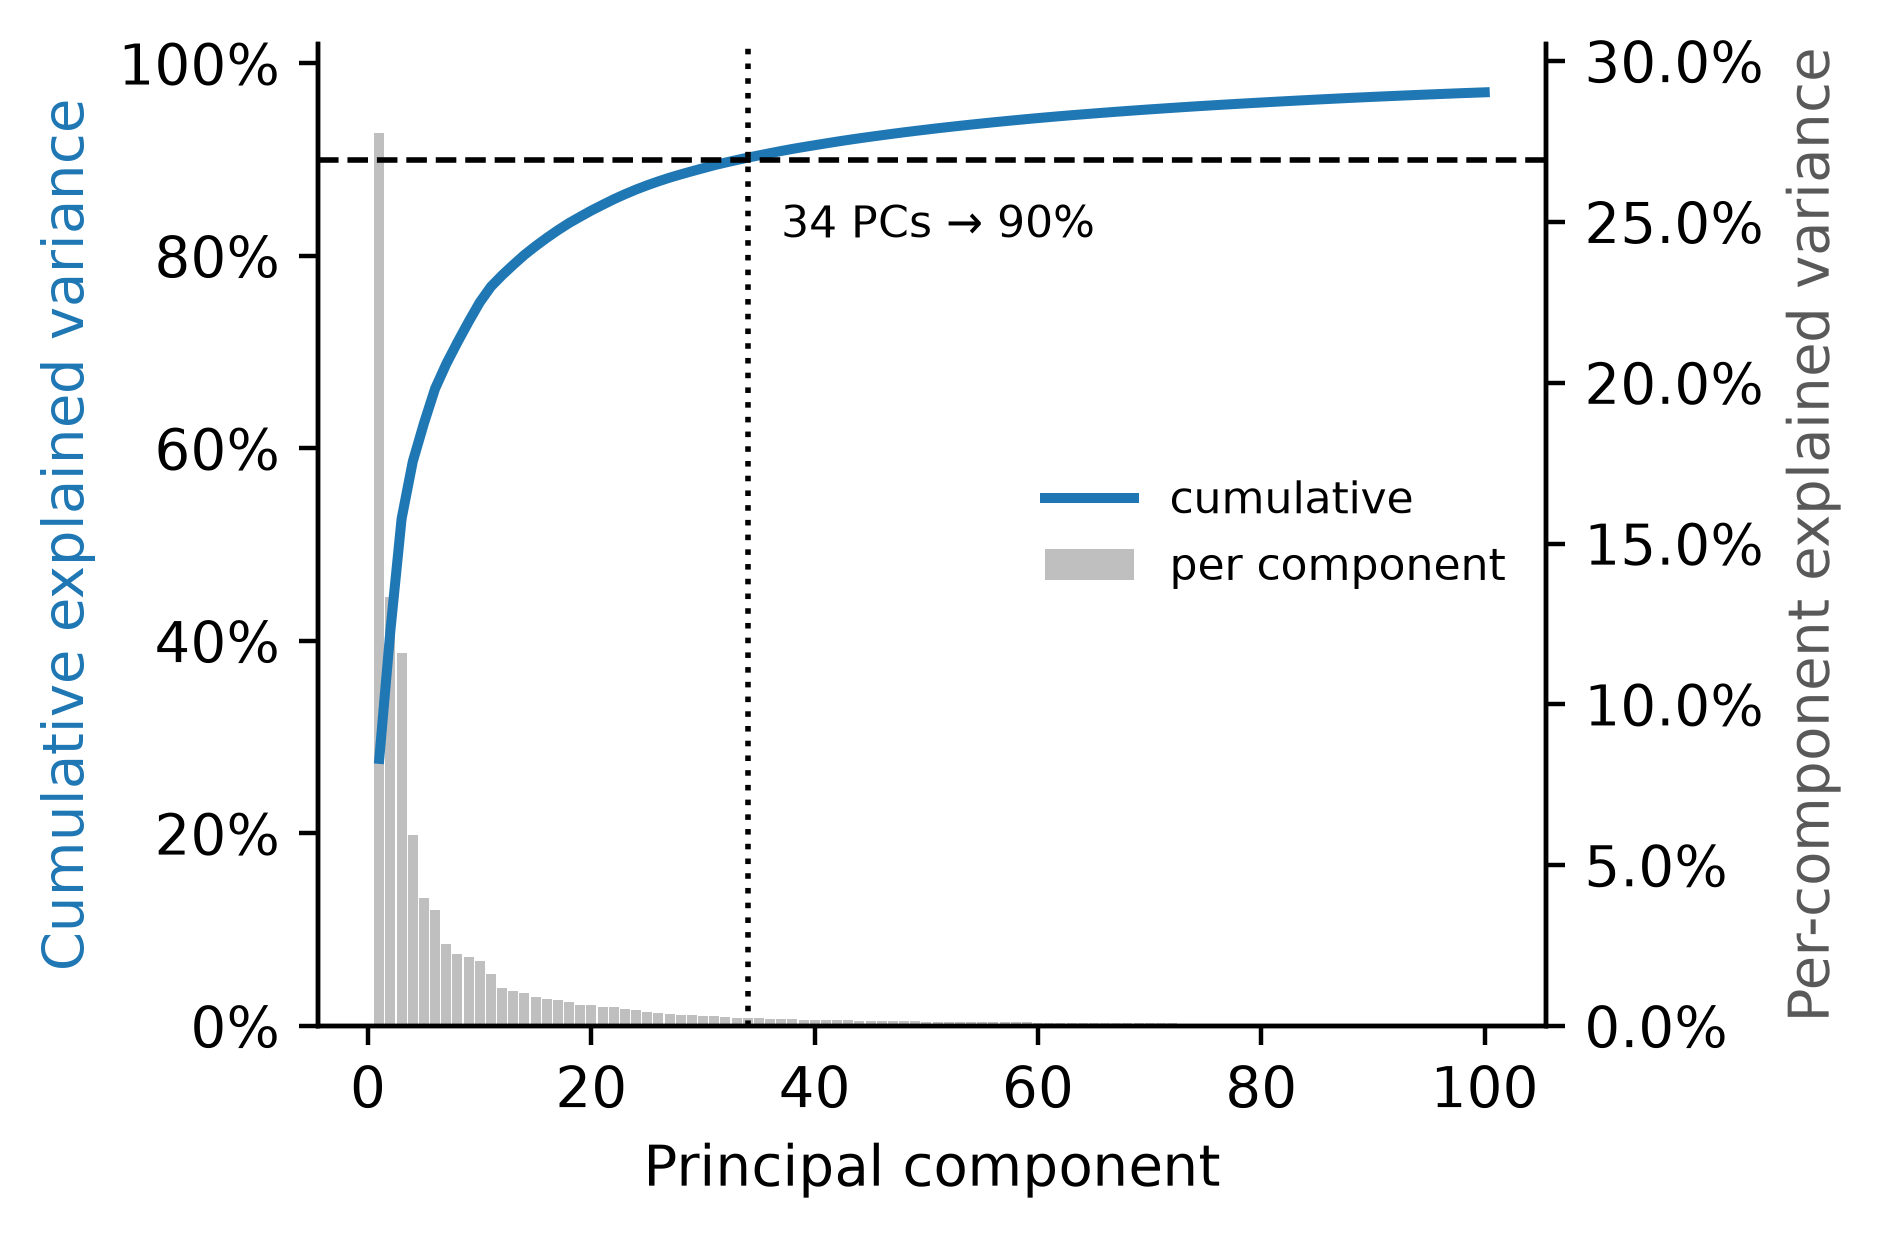 Cumulative explained variance
100%
80%
60%
40%
20%
0%
34 PCs → 90%
cumulative
per component
30.0%
25.0%
20.0%
15.0%
10.0%
5.0%
0.0%
Per-component explained variance
0 20 40 60 80 100
Principal component